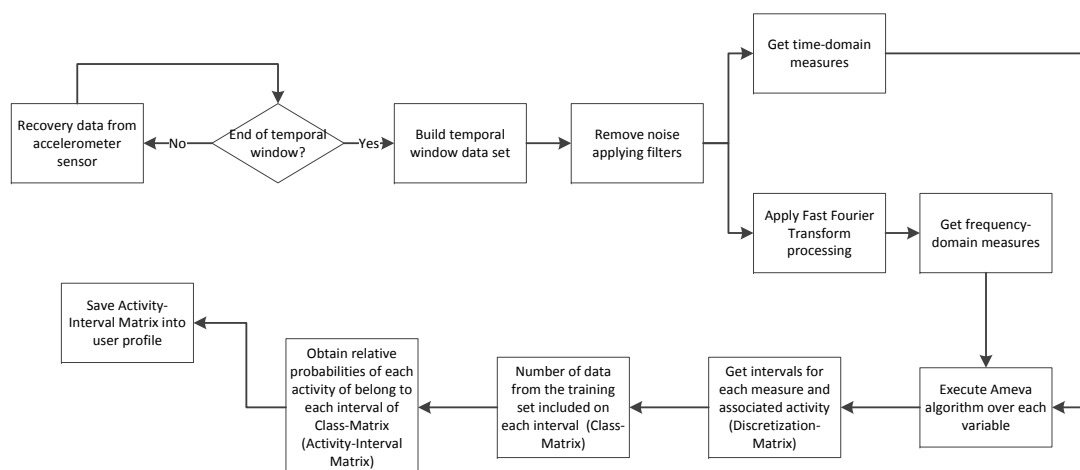 Recovery data from
accelerometer
sensor
No
End of temporal
window?
Yes
Build temporal
window data set
Remove noise
applying filters
Get time-domain
measures
Apply Fast Fourier
Transform
processing
Get frequency-
domain measures
Execute Ameva
algorithm over each
variable
Get intervals for
each measure and
associated activity
(Discretization-
Matrix)
Number of data
from the training
set included on
each interval (Class-
Matrix)
Obtain relative
probabilities of each
activity of belong to
each interval of
Class-Matrix
(Activity-Interval
Matrix)
Save Activity-
Interval Matrix into
user profile